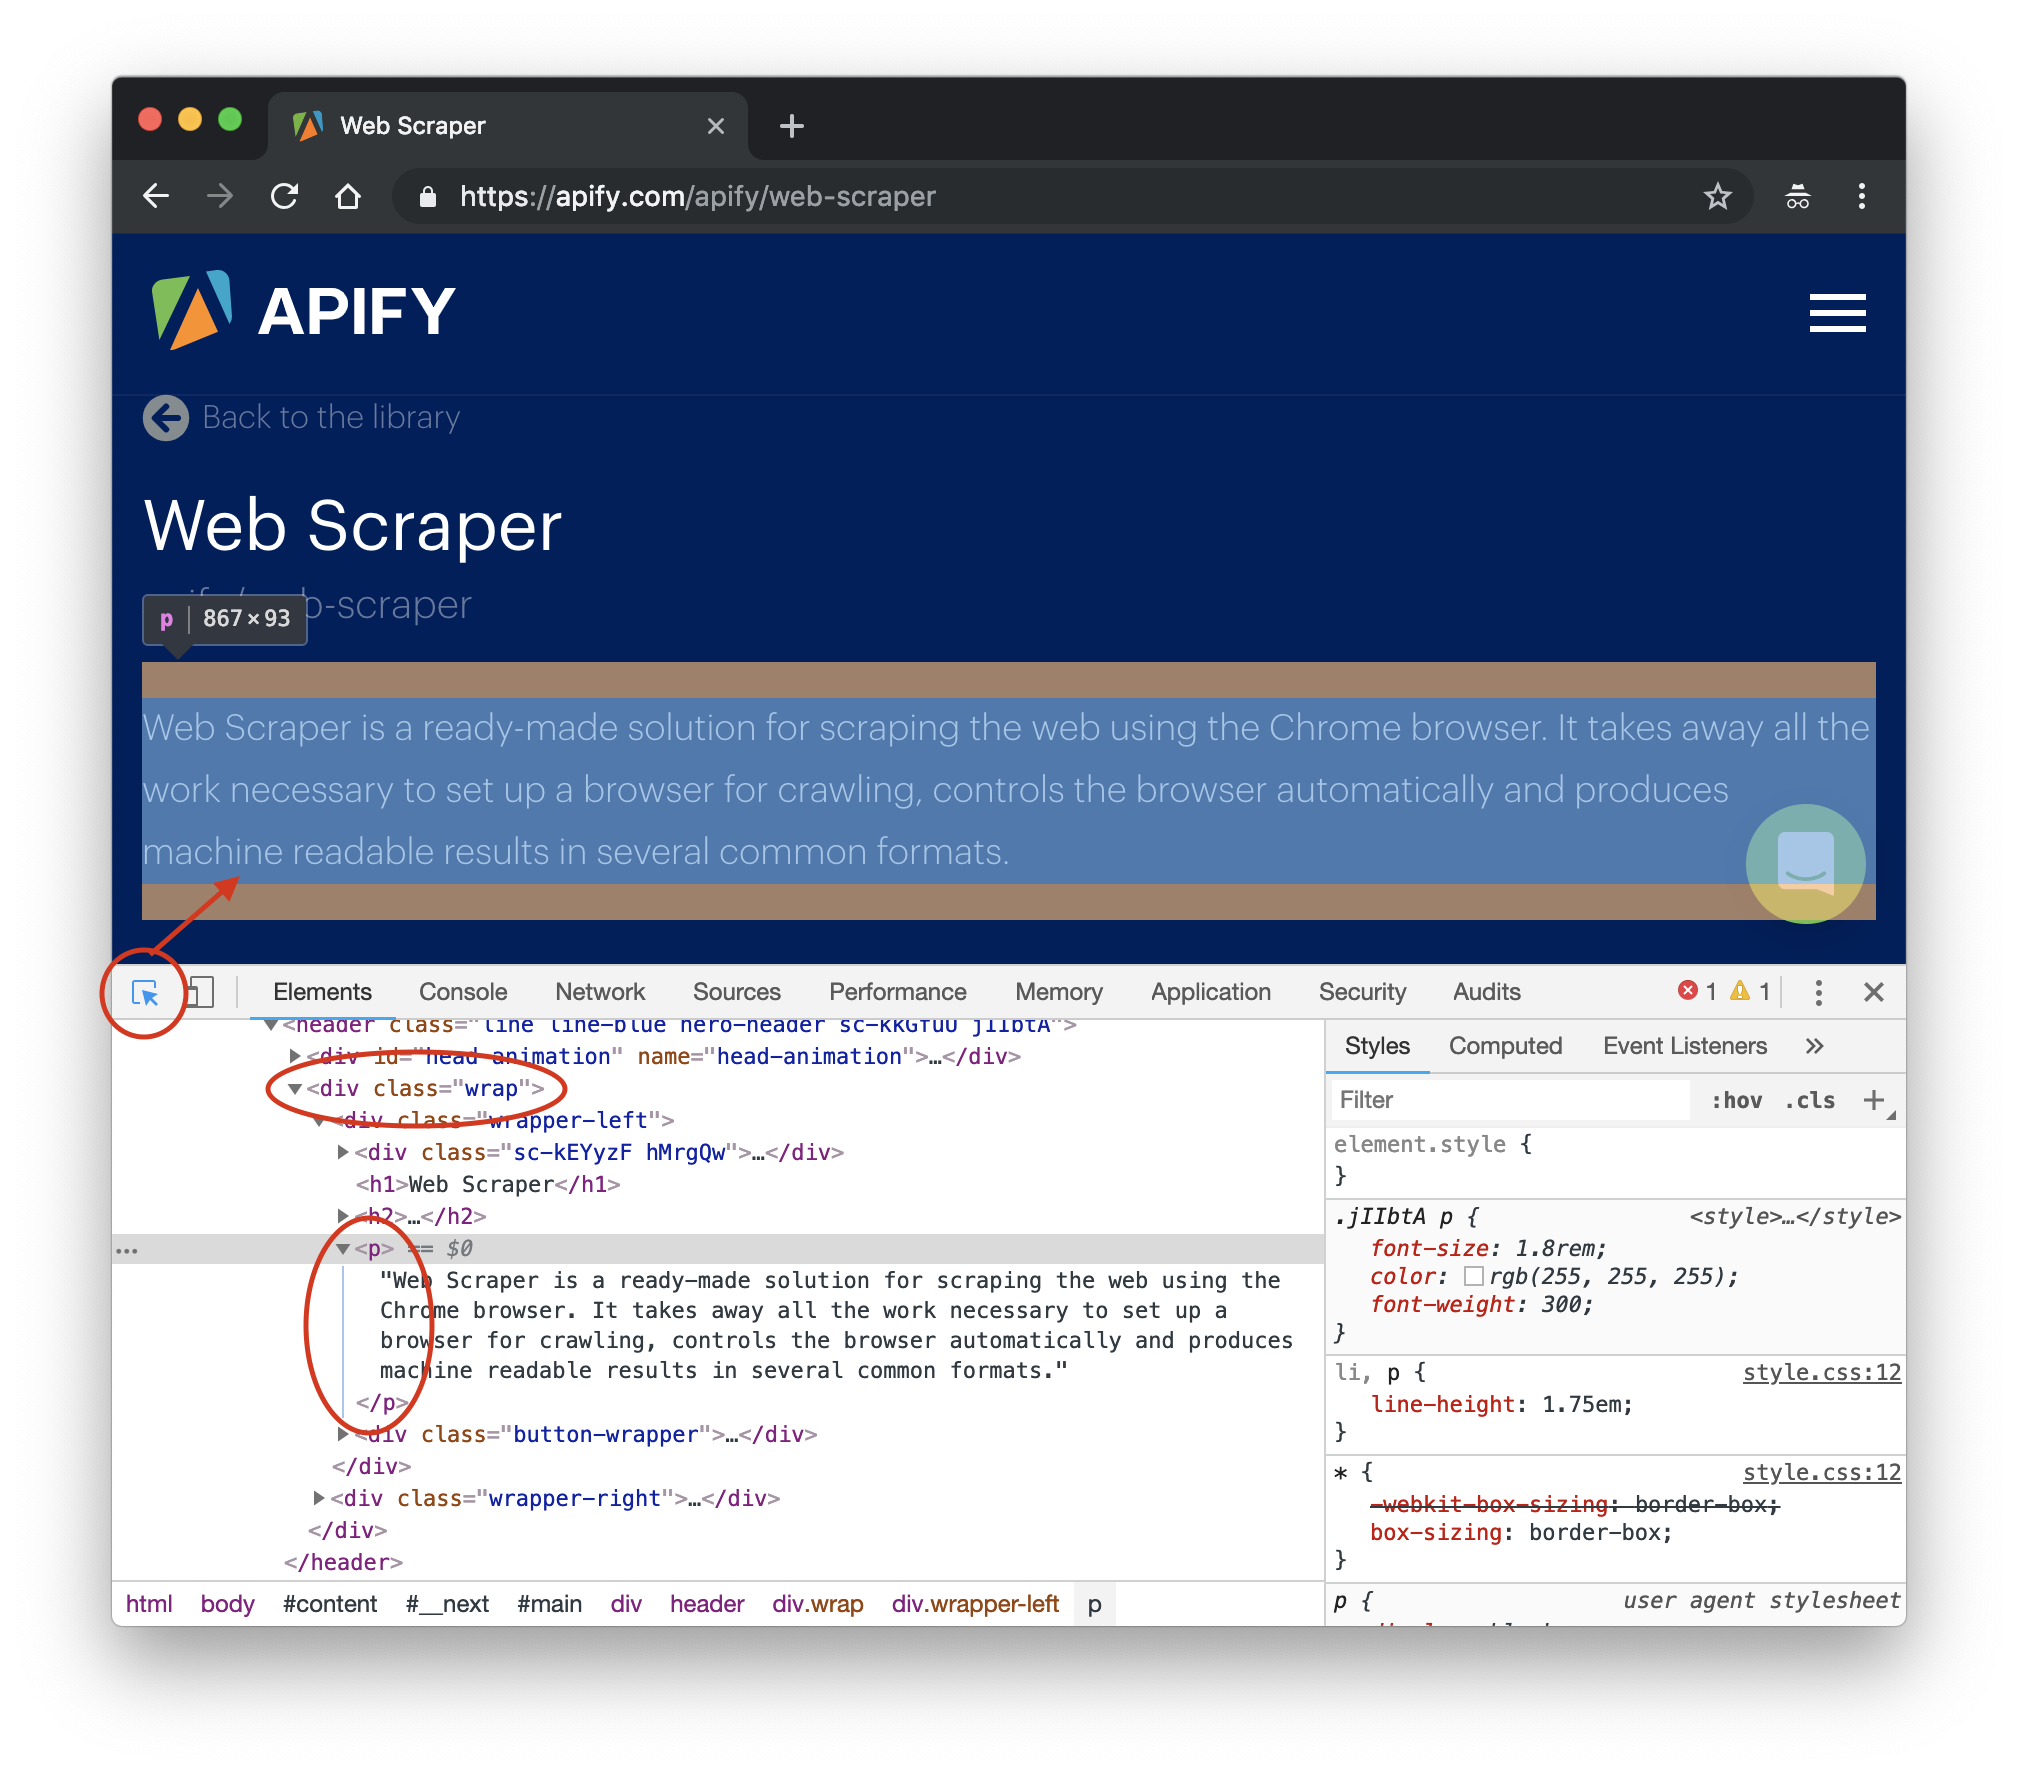 Web Scraper
https://apify.com/apify/web-scraper
APIFY
Back to the library
Web Scraper
b-scraper
p 867×93
Web Scraper is a ready-made solution for scraping the web using the Chrome browser. It takes away all the
work necessary to set up a browser for crawling, controls the browser automatically and produces
machine readable results in several common formats.
Elements Console Network Sources Performance Memory Application Security Audits 1 1
<header class="line line-blue hero-header sc-kkGfuU jIIbtA">
<div id="head-animation" name="head-animation">…</div>
<div class="wrap">
<div class="wrapper-left">
<div class="sc-kEYyzF hMrgQw">…</div>
<h1>Web Scraper</h1>
<h2>…</h2>
… <p> == $0
"Web Scraper is a ready-made solution for scraping the web using the
Chrome browser. It takes away all the work necessary to set up a
browser for crawling, controls the browser automatically and produces
machine readable results in several common formats."
</p>
<div class="button-wrapper">…</div>
</div>
<div class="wrapper-right">…</div>
</div>
</header>
html body #content #__next #main div header div.wrap div.wrapper-left p
Styles Computed Event Listeners »
Filter :hov .cls +
element.style {
}
.jIIbtA p { <style>…</style>
font-size: 1.8rem;
color: rgb(255, 255, 255);
font-weight: 300;
}
li, p { style.css:12
line-height: 1.75em;
}
* { style.css:12
-webkit-box-sizing: border-box;
box-sizing: border-box;
}
p { user agent stylesheet